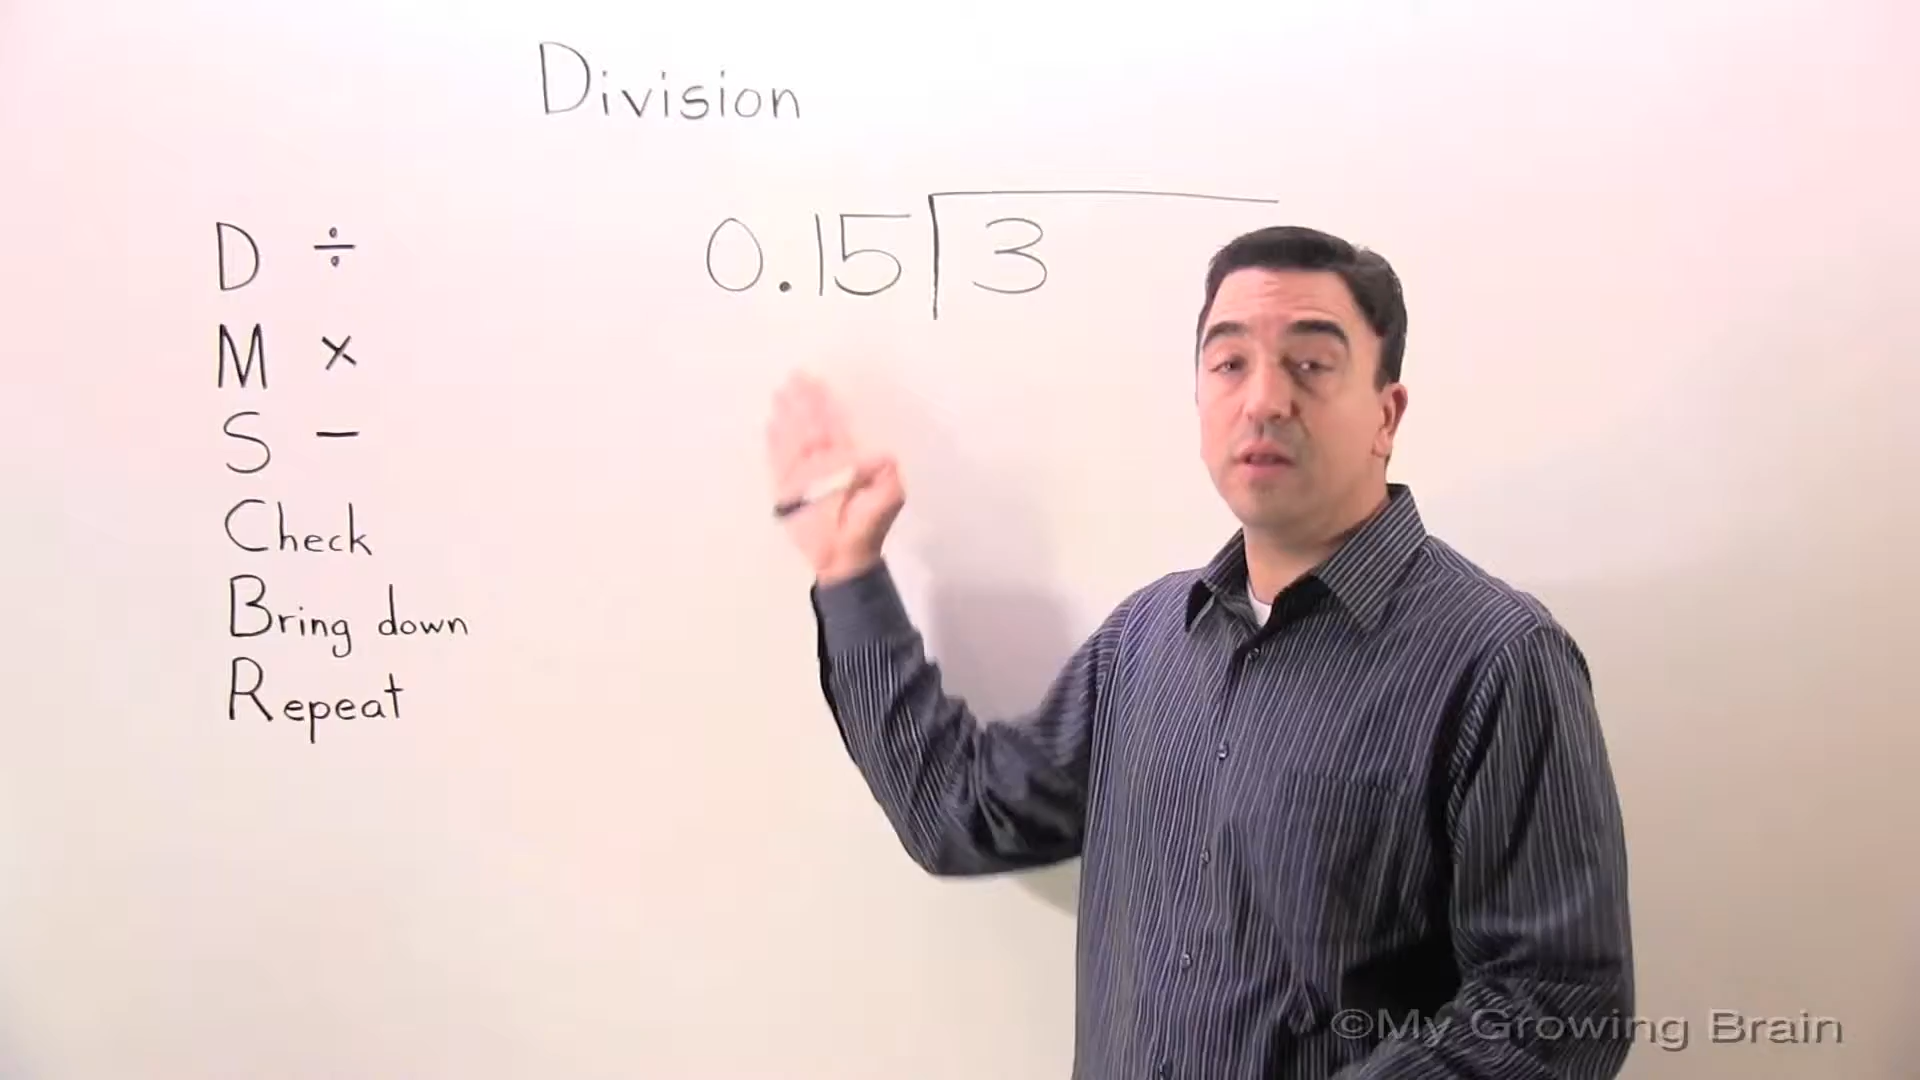 Division
0.15 3
D ÷
M ×
S −
Check
Bring down
Repeat
©My Growing Brain